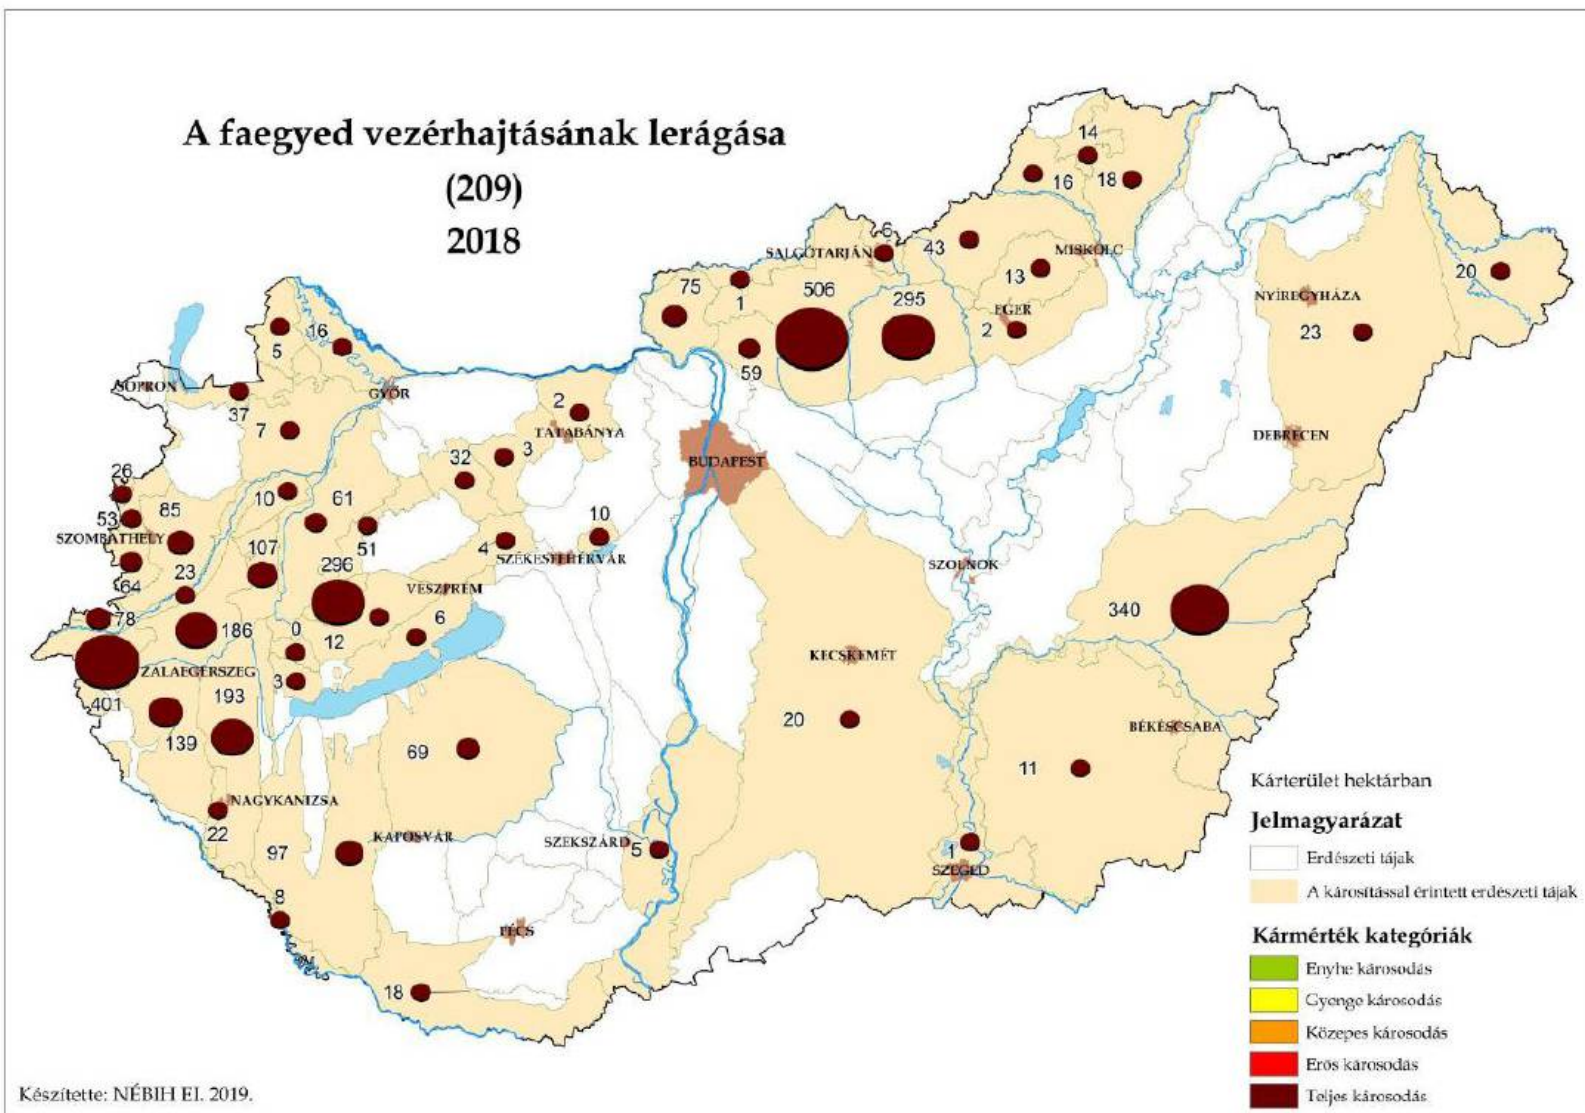 A faegyed vezérhajtásának lerágása
(209)
2018
14
16
18
6
43
SALGÓTARJÁN
MISKOLC
13
75
1
506
295
EGER
2
59
20
NYÍREGYHÁZA
23
16
5
SOPRON
GYŐR
37
7
2
TATABÁNYA
3
32
BUDAPEST
DEBRECEN
26
53
85
10
61
SZOMBATHELY
107
51
4
10
SZÉKESFEHÉRVÁR
SZOLNOK
64
23
296
VESZPRÉM
78
186
0
12
6
340
ZALAEGERSZEG
3
KECSKEMÉT
401
193
139
69
20
BÉKÉSCSABA
11
NAGYKANIZSA
22
97
KAPOSVÁR
SZEKSZÁRD
5
1
SZEGED
8
PÉCS
18
Kárterület hektárban
Jelmagyarázat
Erdészeti tájak
A károsítással érintett erdészeti tájak
Kármérték kategóriák
Enyhe károsodás
Gyenge károsodás
Közepes károsodás
Erős károsodás
Teljes károsodás
Készítette: NÉBIH EI. 2019.